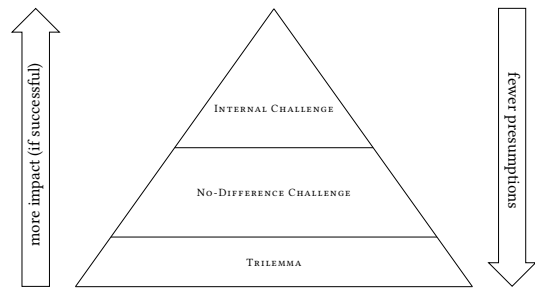 more impact (if successful)
Internal Challenge
No-Difference Challenge
Trilemma
fewer presumptions